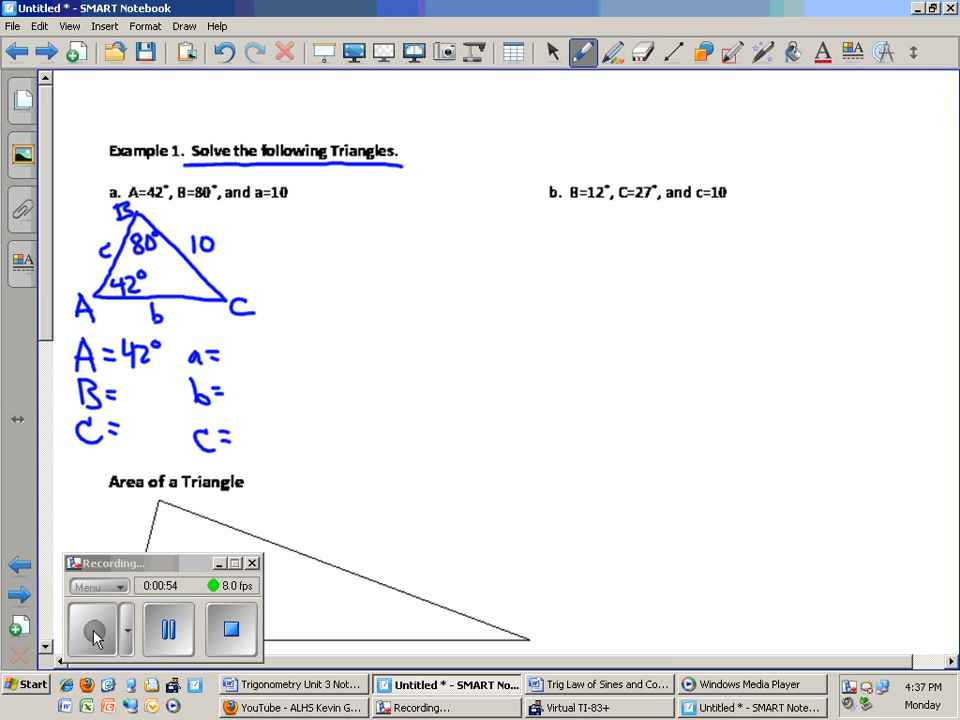 Untitled * - SMART Notebook
File Edit View Insert Format Draw Help
Example 1. Solve the following Triangles.
a. A=42°, B=80°, and a=10
b. B=12°, C=27°, and c=10
B
c 80° 10
42°
A b C
A=42° a=
B= b=
C= c=
Area of a Triangle
Recording...
Menu 0:00:54 8.0 fps
Start Trigonometry Unit 3 Not... Untitled * - SMART No... Trig Law of Sines and Co... Windows Media Player 4:37 PM
YouTube - ALHS Kevin G... Recording... Virtual TI-83+ Untitled * - SMART Notebo... Monday